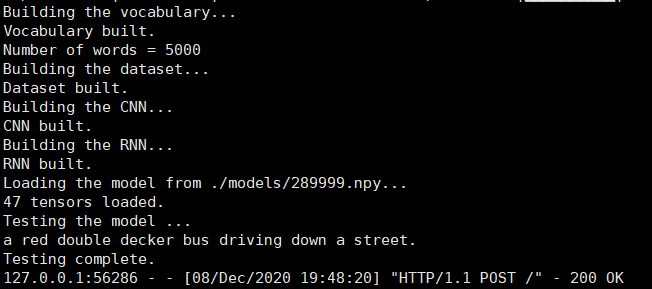 Building the vocabulary...
Vocabulary built.
Number of words = 5000
Building the dataset...
Dataset built.
Building the CNN...
CNN built.
Building the RNN...
RNN built.
Loading the model from ./models/289999.npy...
47 tensors loaded.
Testing the model ...
a red double decker bus driving down a street.
Testing complete.
127.0.0.1:56286 - - [08/Dec/2020 19:48:20] "HTTP/1.1 POST /" - 200 OK